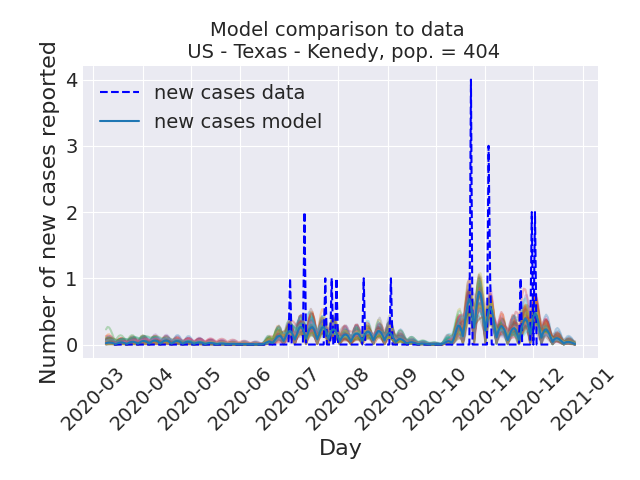 Model comparison to data
US - Texas - Kenedy, pop. = 404
Number of new cases reported
4
3
2
1
0
new cases data
new cases model
2020-03
2020-04
2020-05
2020-06
2020-07
2020-08
2020-09
2020-10
2020-11
2020-12
2021-01
Day